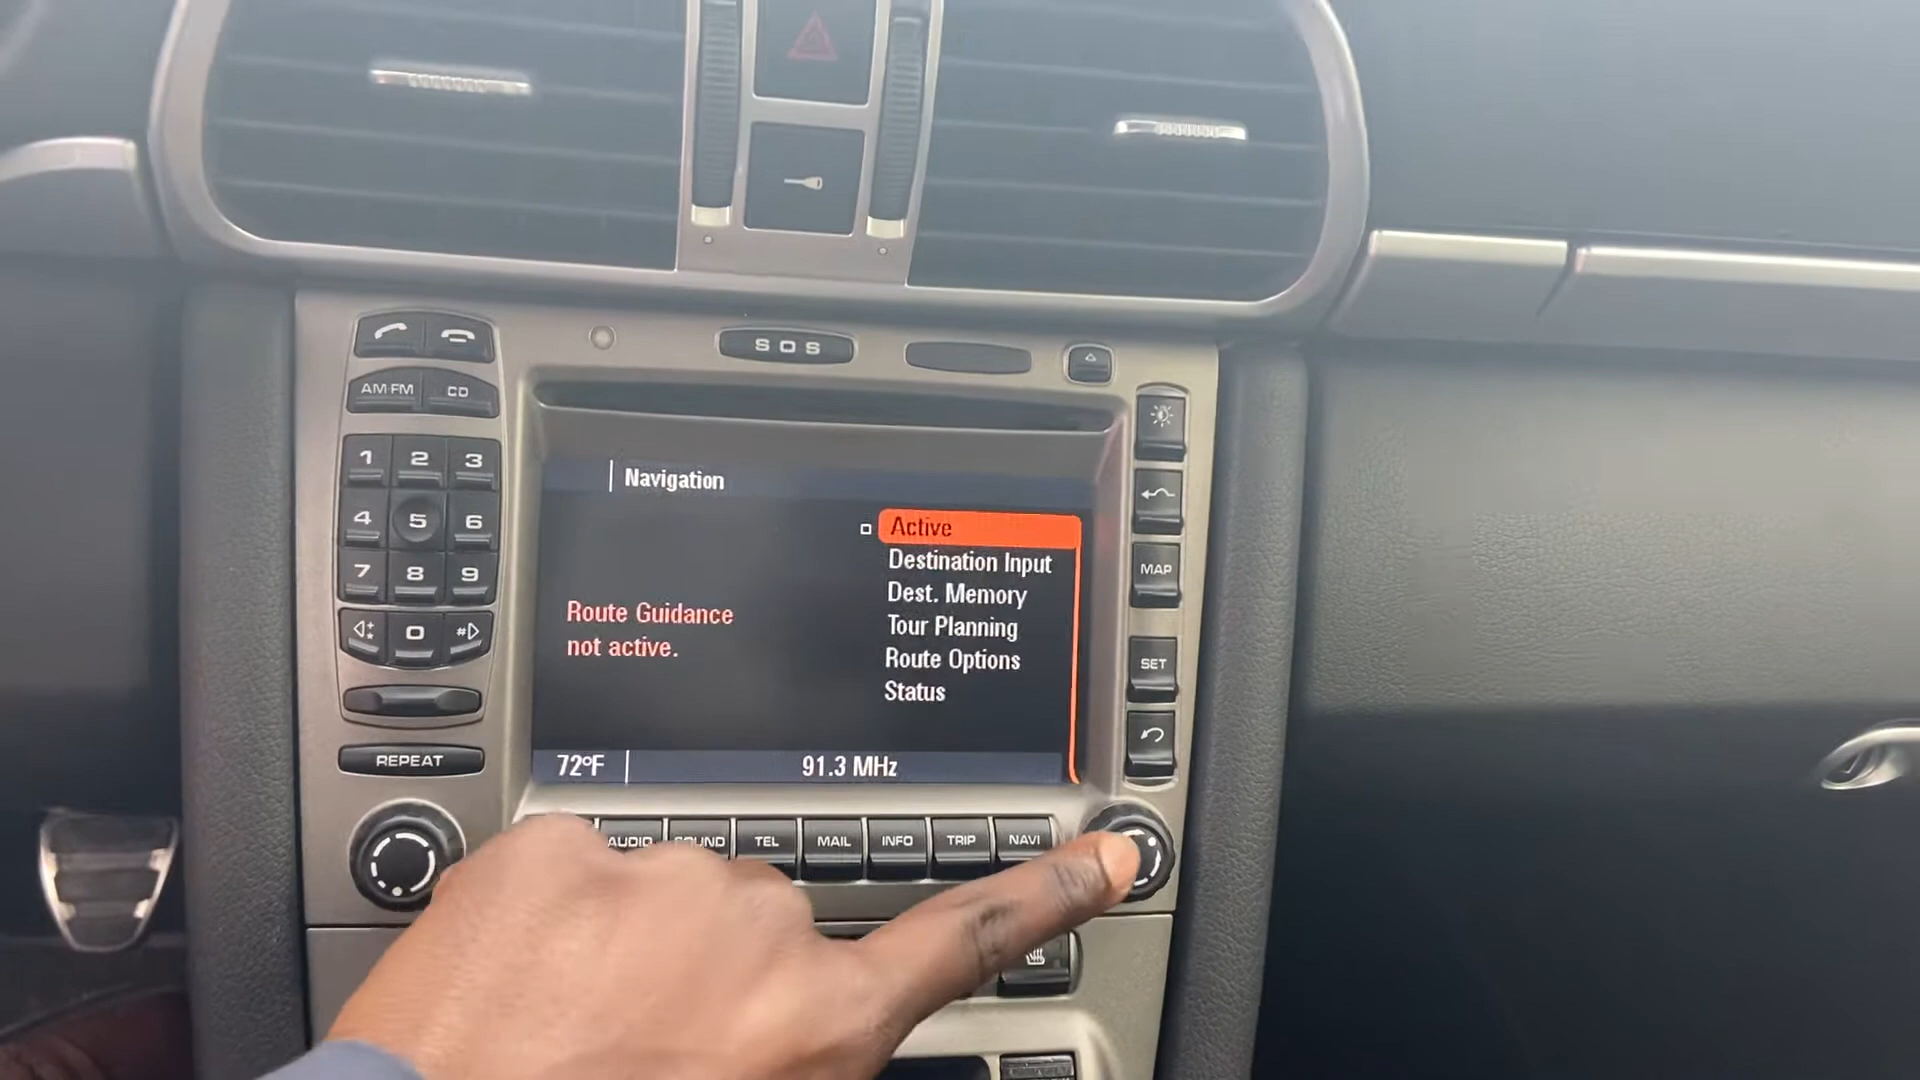 SOS
AM·FM
CD
1 2 3
4 5 6
7 8 9
* 0 #
REPEAT
Navigation
Active
Destination Input
Dest. Memory
Tour Planning
Route Options
Status
Route Guidance
not active.
72°F
91.3 MHz
MAP
SET
AUDIO
SOUND
TEL
MAIL
INFO
TRIP
NAVI